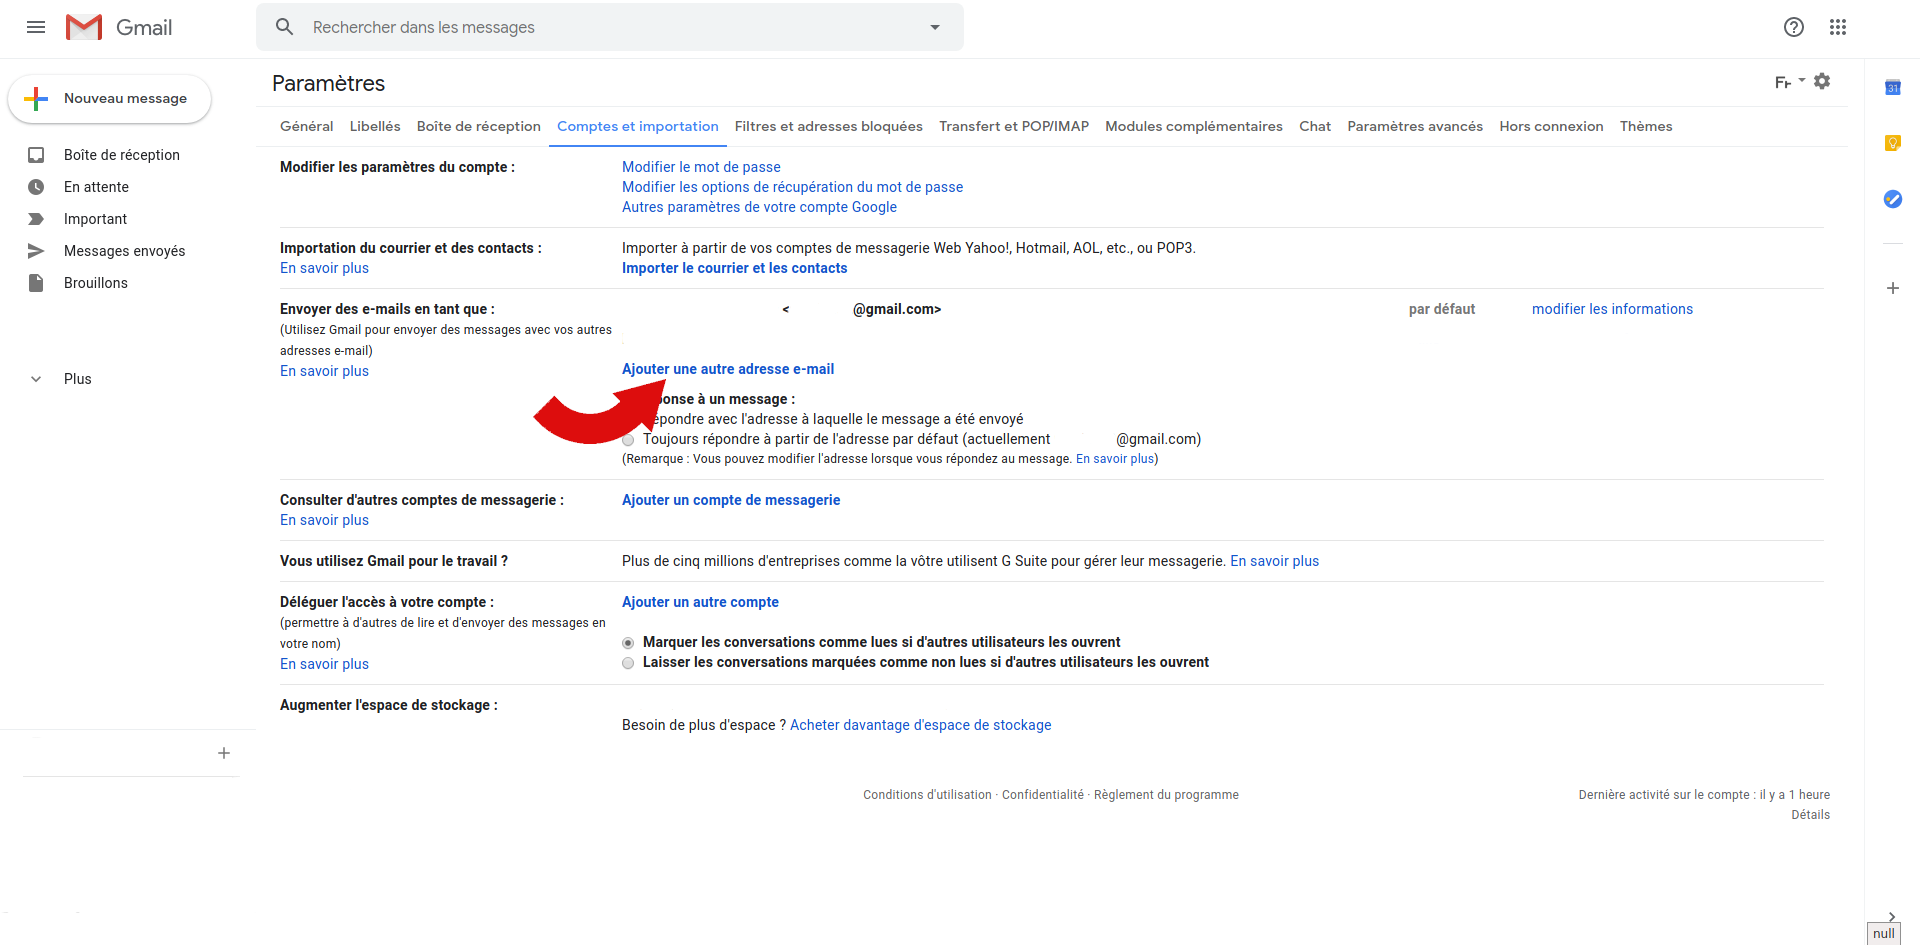 Gmail
Rechercher dans les messages
Paramètres
Fr
Nouveau message
Général Libellés Boîte de réception Comptes et importation Filtres et adresses bloquées Transfert et POP/IMAP Modules complémentaires Chat Paramètres avancés Hors connexion Thèmes
Boîte de réception
En attente
Important
Messages envoyés
Brouillons
Plus
Modifier les paramètres du compte :
Modifier le mot de passe
Modifier les options de récupération du mot de passe
Autres paramètres de votre compte Google
Importation du courrier et des contacts :
En savoir plus
Importer à partir de vos comptes de messagerie Web Yahoo!, Hotmail, AOL, etc., ou POP3.
Importer le courrier et les contacts
Envoyer des e-mails en tant que :
(Utilisez Gmail pour envoyer des messages avec vos autres
adresses e-mail)
En savoir plus
< @gmail.com> par défaut modifier les informations
Ajouter une autre adresse e-mail
ponse à un message :
épondre avec l'adresse à laquelle le message a été envoyé
Toujours répondre à partir de l'adresse par défaut (actuellement @gmail.com)
(Remarque : Vous pouvez modifier l'adresse lorsque vous répondez au message. En savoir plus)
Consulter d'autres comptes de messagerie :
En savoir plus
Ajouter un compte de messagerie
Vous utilisez Gmail pour le travail ?
Plus de cinq millions d'entreprises comme la vôtre utilisent G Suite pour gérer leur messagerie. En savoir plus
Déléguer l'accès à votre compte :
(permettre à d'autres de lire et d'envoyer des messages en
votre nom)
En savoir plus
Ajouter un autre compte
Marquer les conversations comme lues si d'autres utilisateurs les ouvrent
Laisser les conversations marquées comme non lues si d'autres utilisateurs les ouvrent
Augmenter l'espace de stockage :
Besoin de plus d'espace ? Acheter davantage d'espace de stockage
Conditions d'utilisation · Confidentialité · Règlement du programme
Dernière activité sur le compte : il y a 1 heure
Détails
31
null